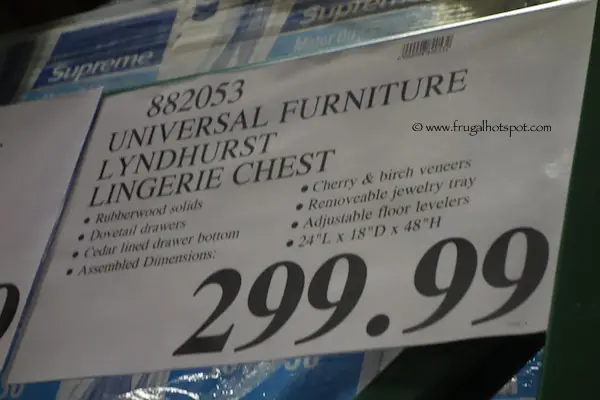 Supreme
Supreme
882053
UNIVERSAL FURNITURE
LYNDHURST
LINGERIE CHEST
© www.frugalhotspot.com
• Rubberwood solids
• Dovetail drawers
• Cedar lined drawer bottom
• Assembled Dimensions:
• Cherry & birch veneers
• Removeable jewelry tray
• Adjustable floor levelers
• 24"L x 18"D x 48"H
299.99